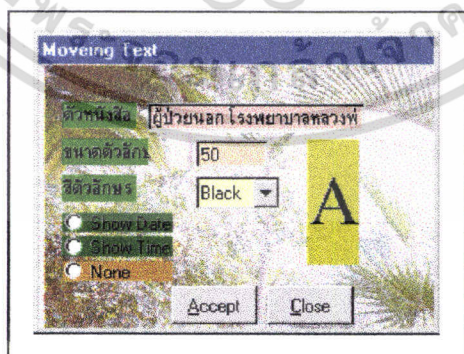 Moveing Text
ตัวหนังสือ ผู้ป่วยนอก โรงพยาบาลหลวงพ่
ขนาดตัวอักษ 50
สีตัวอักษร Black
A
Show Date
Show Time
None
Accept Close